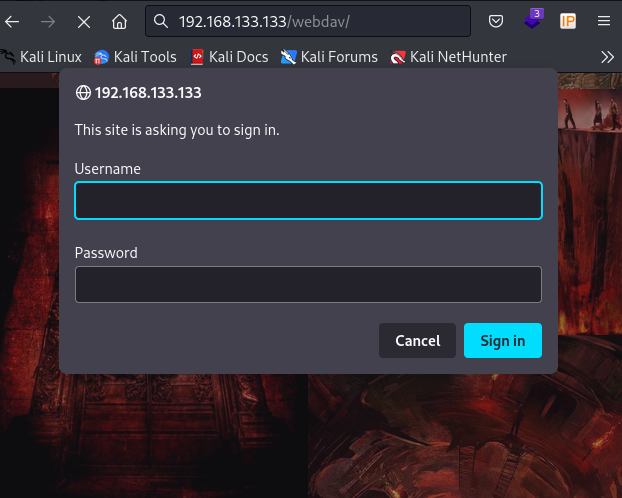 192.168.133.133/webdav/
3
IP
Kali Linux Kali Tools Kali Docs Kali Forums Kali NetHunter
192.168.133.133
This site is asking you to sign in.
Username
Password
Cancel Sign in